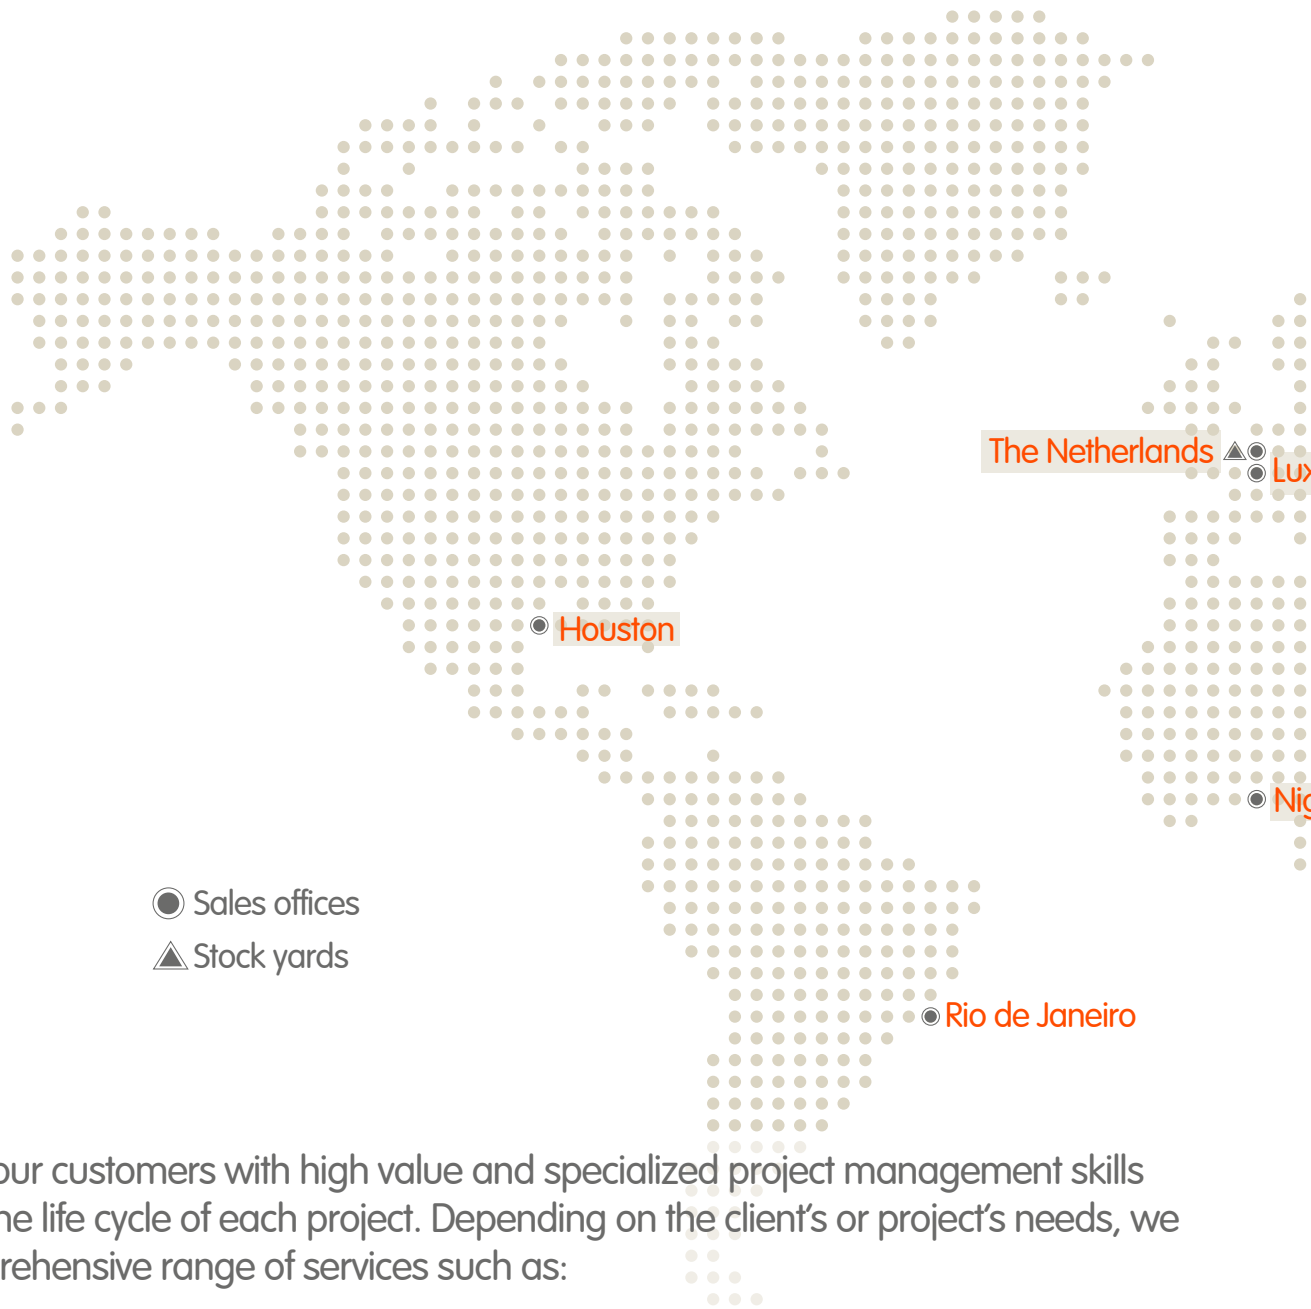 The Netherlands
Lux
Houston
Nig
Sales offices
Stock yards
Rio de Janeiro
our customers with high value and specialized project management skills
he life cycle of each project. Depending on the client's or project's needs, we
rehensive range of services such as: